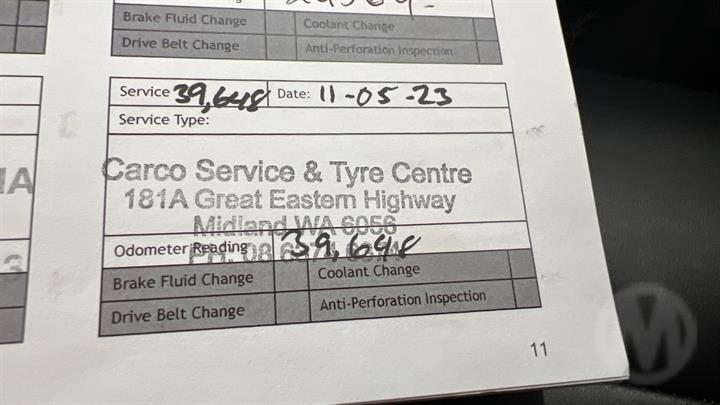 Brake Fluid Change Coolant Change
Drive Belt Change Anti-Perforation Inspection
Service 39,648 Date: 11-05-23
Service Type:
Carco Service & Tyre Centre
181A Great Eastern Highway
Midland WA 6056
PH: 08
Odometer Reading 39,648
Brake Fluid Change Coolant Change
Drive Belt Change Anti-Perforation Inspection
11
M